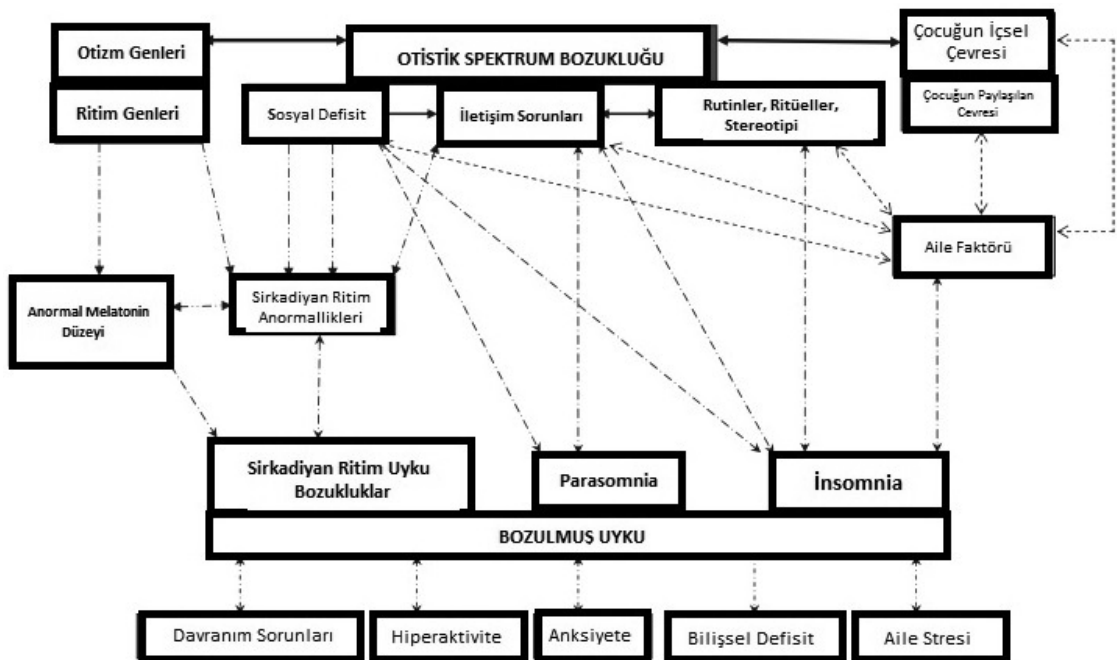 Otizm Genleri
OTİSTİK SPEKTRUM BOZUKLUĞU
Çocuğun İçsel
Çevresi
Ritim Genleri
Sosyal Defisit
İletişim Sorunları
Rutinler, Ritüeller,
Stereotipi
Çocuğun Paylaşılan
Cevresi
Aile Faktörü
Anormal Melatonin
Düzeyi
Sirkadiyan Ritim
Anormallikleri
Sirkadiyan Ritim Uyku
Bozukluklar
Parasomnia
İnsomnia
BOZULMUŞ UYKU
Davranım Sorunları
Hiperaktivite
Anksiyete
Bilişsel Defisit
Aile Stresi